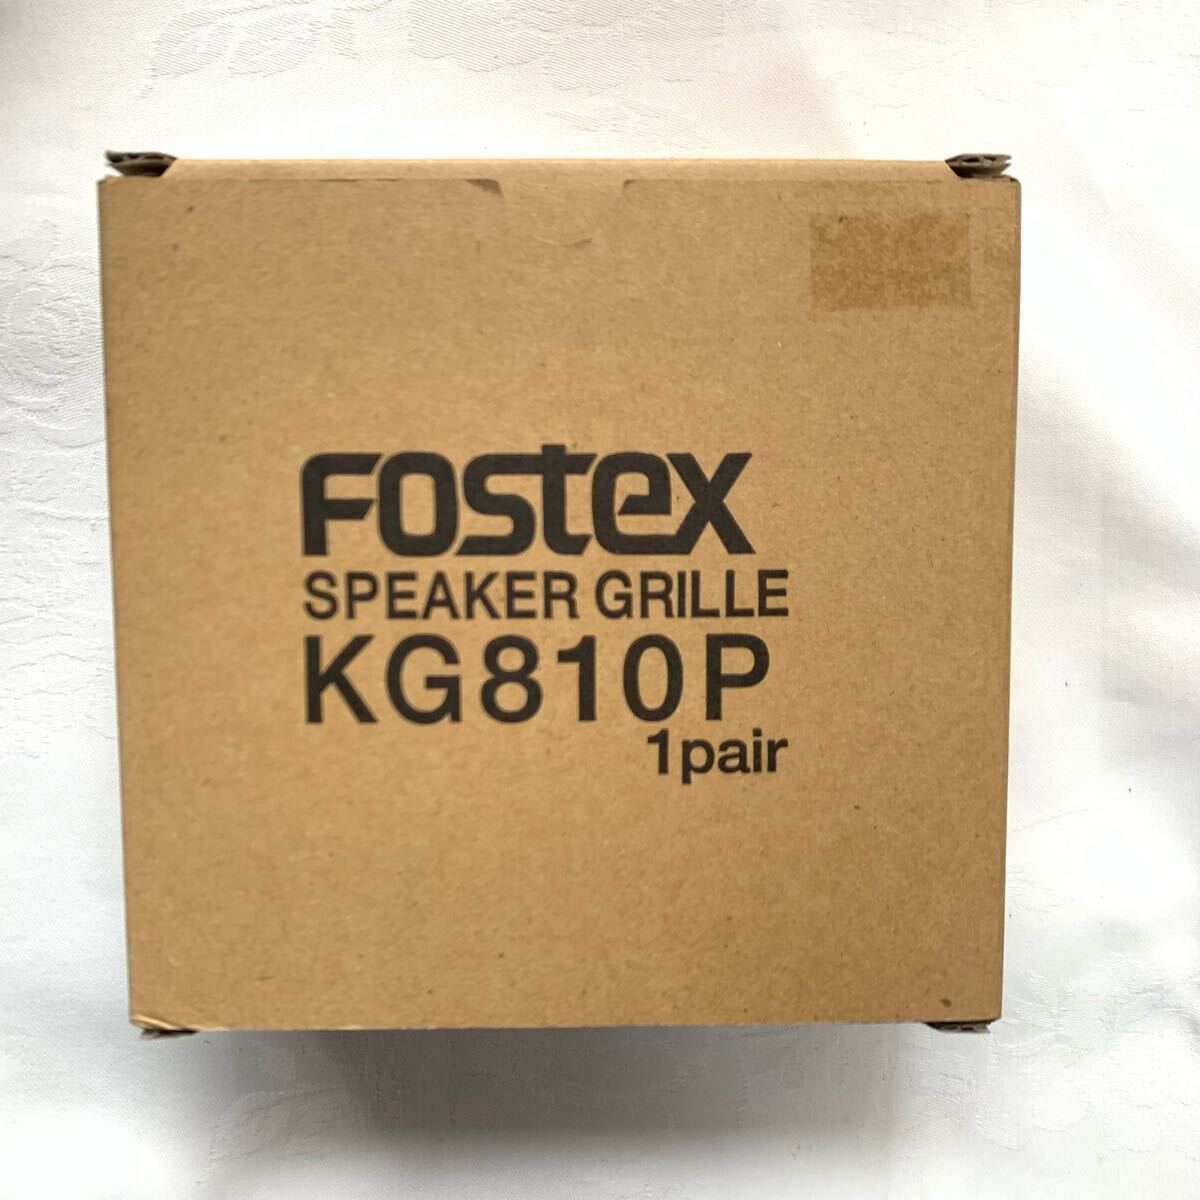 FOSTEX
SPEAKER GRILLE
KG810P
1pair